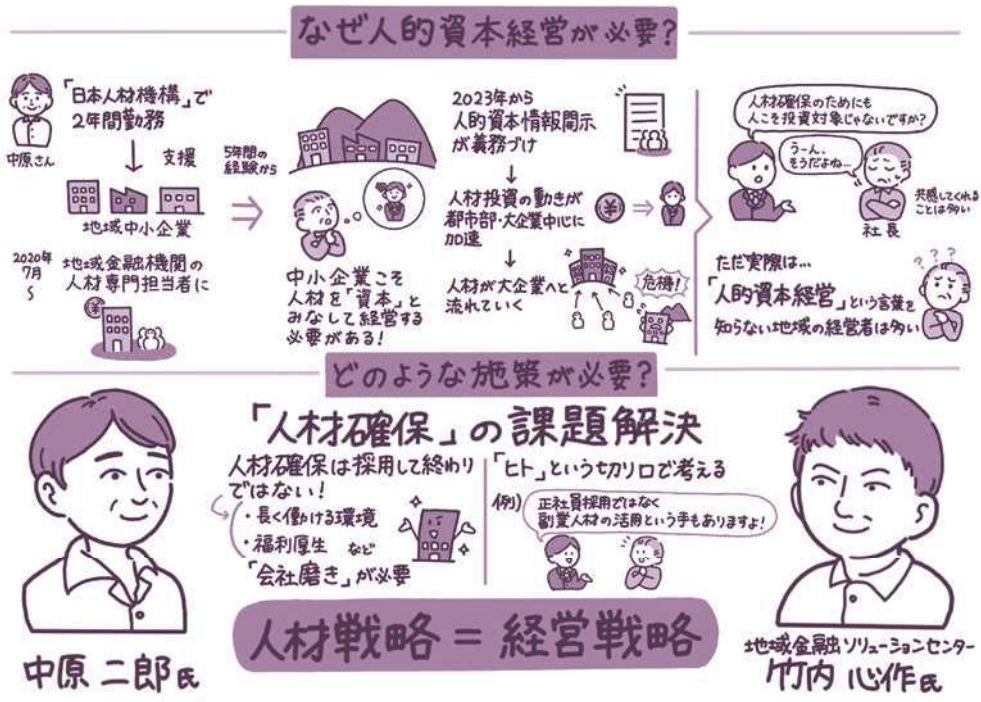 なぜ人的資本経営が必要?
中原さん
「日本人材機構」で
2年間勤務
支援
地域中小企業
2020年
7月
~
地域金融機関の
人材専門担当者に
5年間の
経験から
中小企業こそ
人材を「資本」と
みなして経営する
必要がある!
2023年から
人的資本情報開示
が義務づけ
人材投資の動きが
都市部・大企業中心に
加速
人材が大企業へと
流れていく
危機!
人材確保のためにも
人こそ投資対象じゃないですか?
うーん、
そうだよね…
社長
共感してくれる
ことは多い
ただ実際は…
「人的資本経営」という言葉を
知らない地域の経営者は多い
???
どのような施策が必要?
「人材確保」の課題解決
人材確保は採用して終わり
ではない!
・長く働ける環境
・福利厚生 など
「会社磨き」が必要
「ヒト」という切り口で考える
例)
正社員採用ではなく
副業人材の活用という手もありますよ!
人材戦略=経営戦略
中原 二郎氏
地域金融ソリューションセンター
竹内 心作氏